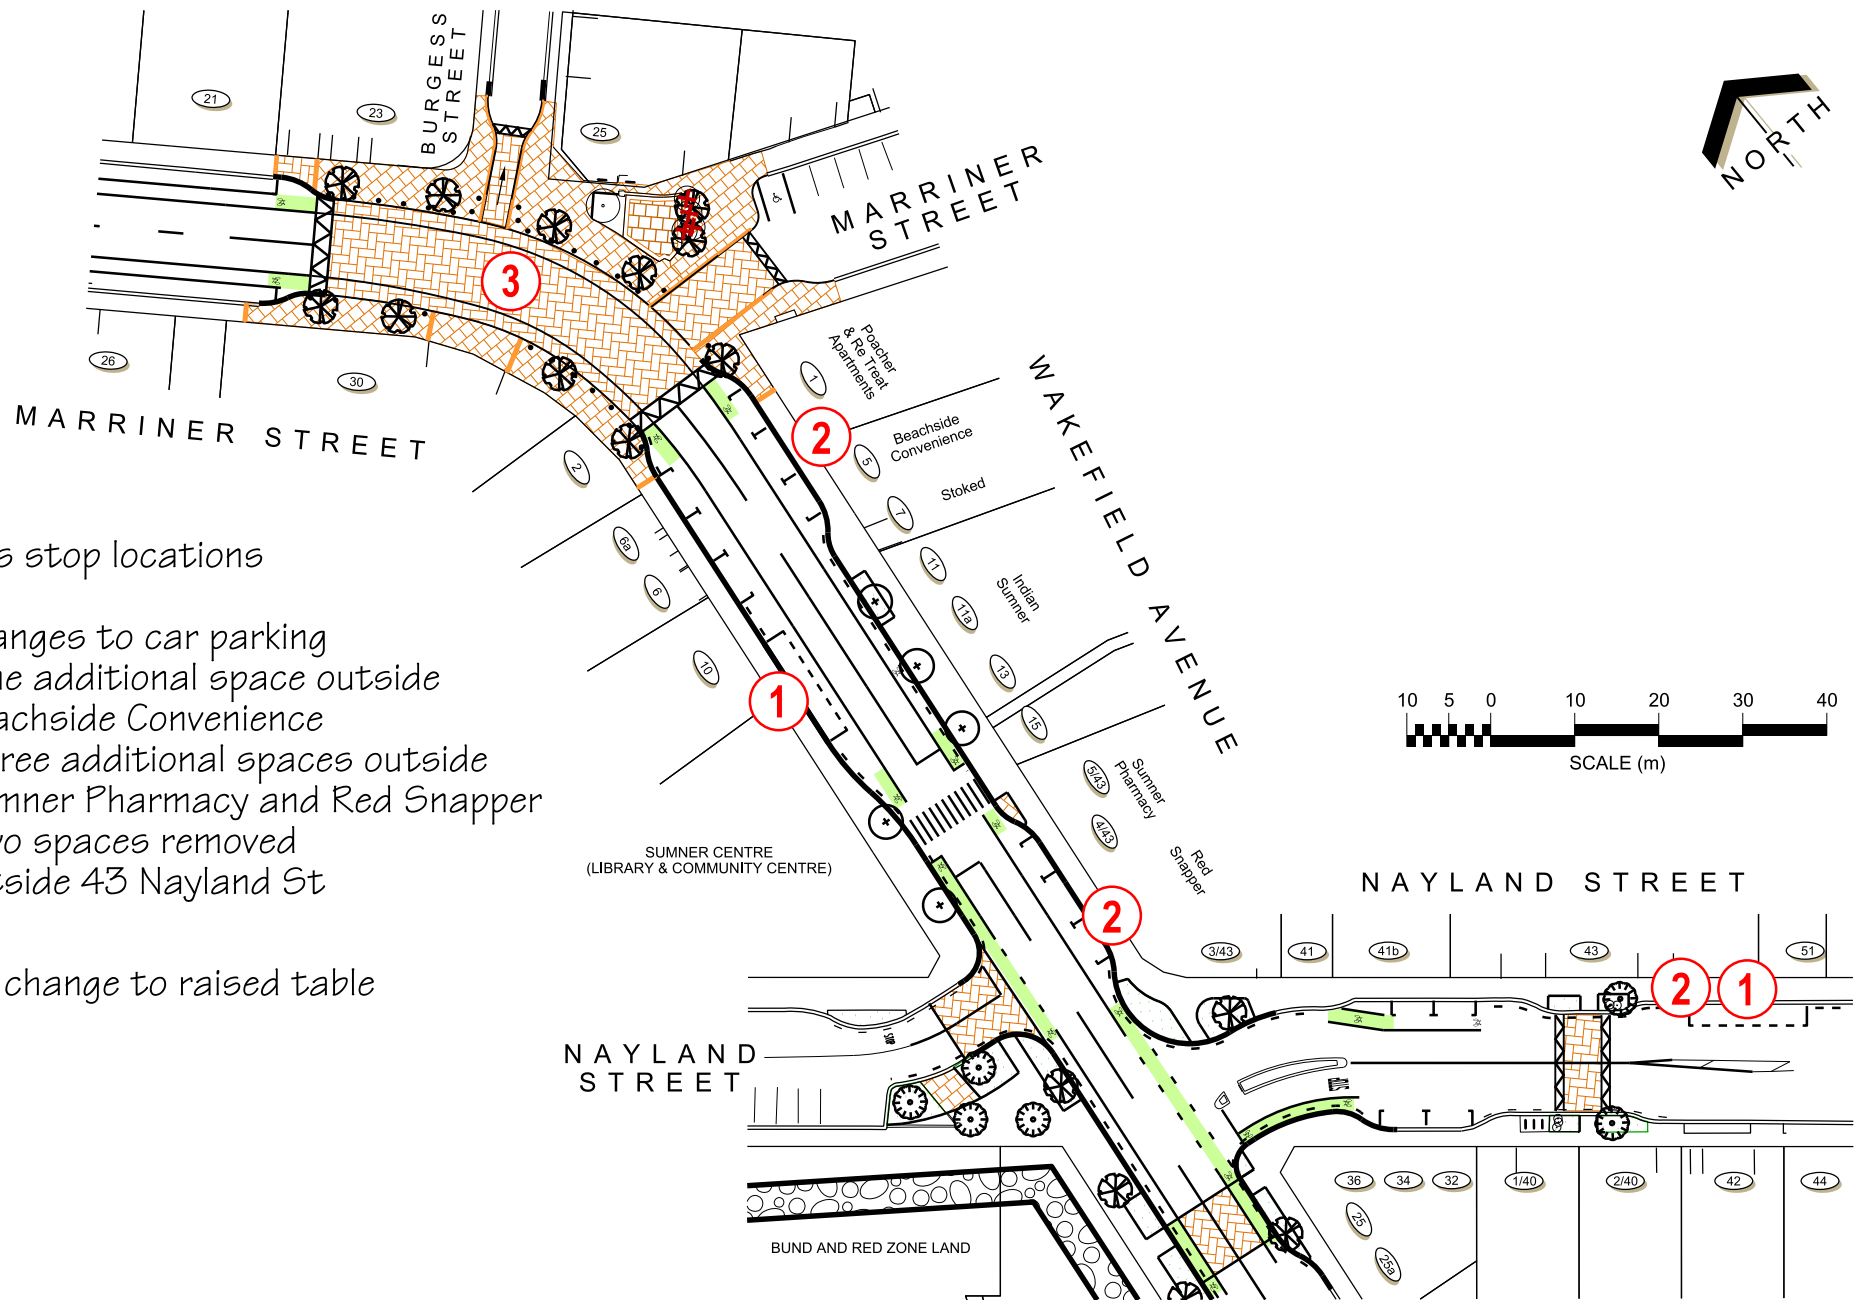 BURGESS
STREET
21
23
25
NORTH
MARRINER
STREET
3
26
30
MARRINER STREET
1
Poacher
& Re Treat
Apartments
2
Beachside
Convenience
5
Stoked
7
WAKEFIELD AVENUE
2
6a
6
10
11
11a
13
15
Indian
Sumner
s stop locations
anges to car parking
e additional space outside
achside Convenience
ree additional spaces outside
mner Pharmacy and Red Snapper
o spaces removed
tside 43 Nayland St
change to raised table
1
10 5 0 10 20 30 40
SCALE (m)
5/43
Sumner
Pharmacy
4/43
Red
Snapper
SUMNER CENTRE
(LIBRARY & COMMUNITY CENTRE)
NAYLAND STREET
2
3/43
41
41b
43
51
2
1
NAYLAND
STREET
STOP
36
34
32
1/40
2/40
42
44
25
25a
BUND AND RED ZONE LAND